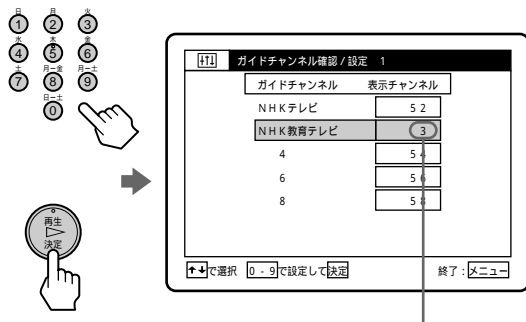 日 月 火
1 2 3
水 木 金
4 5 6
土 月-金 月-土
7 8 9
日-土
0
再生
決定
ガイドチャンネル確認/設定 1
ガイドチャンネル 表示チャンネル
NHKテレビ 52
NHK教育テレビ 3
4 54
6 56
8 58
で選択 0-9で設定して決定 終了:メニュー